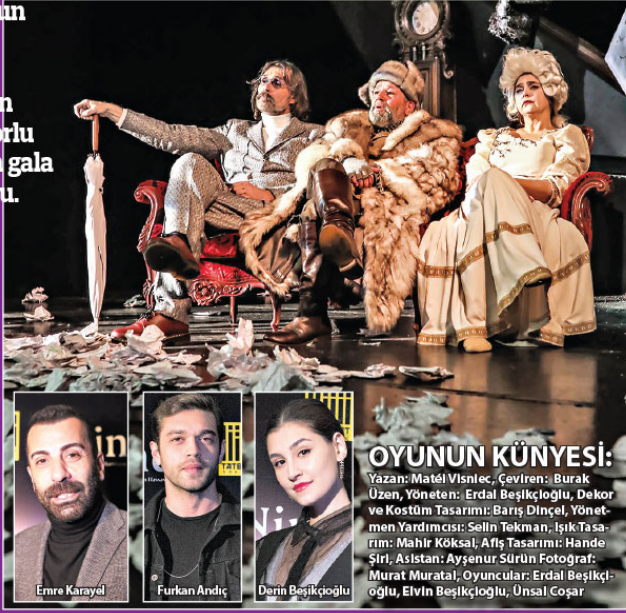 un
n
orlu
gala
u.
Emre Karayel
Furkan Andıç
Derin Beşikçioğlu
OYUNUN KÜNYESİ:
Yazan: Matéi Visniec, Çeviren: Burak
Üzen, Yöneten: Erdal Beşikçioğlu, Dekor
ve Kostüm Tasarımı: Barış Dinçel, Yönet-
men Yardımcısı: Selin Tekman, Işık Tasa-
rım: Mahir Köksal, Afiş Tasarımı: Hande
Şiri, Asistan: Ayşenur Sürün Fotoğraf:
Murat Muratal, Oyuncular: Erdal Beşikçi-
oğlu, Elvin Beşikçioğlu, Ünsal Coşar